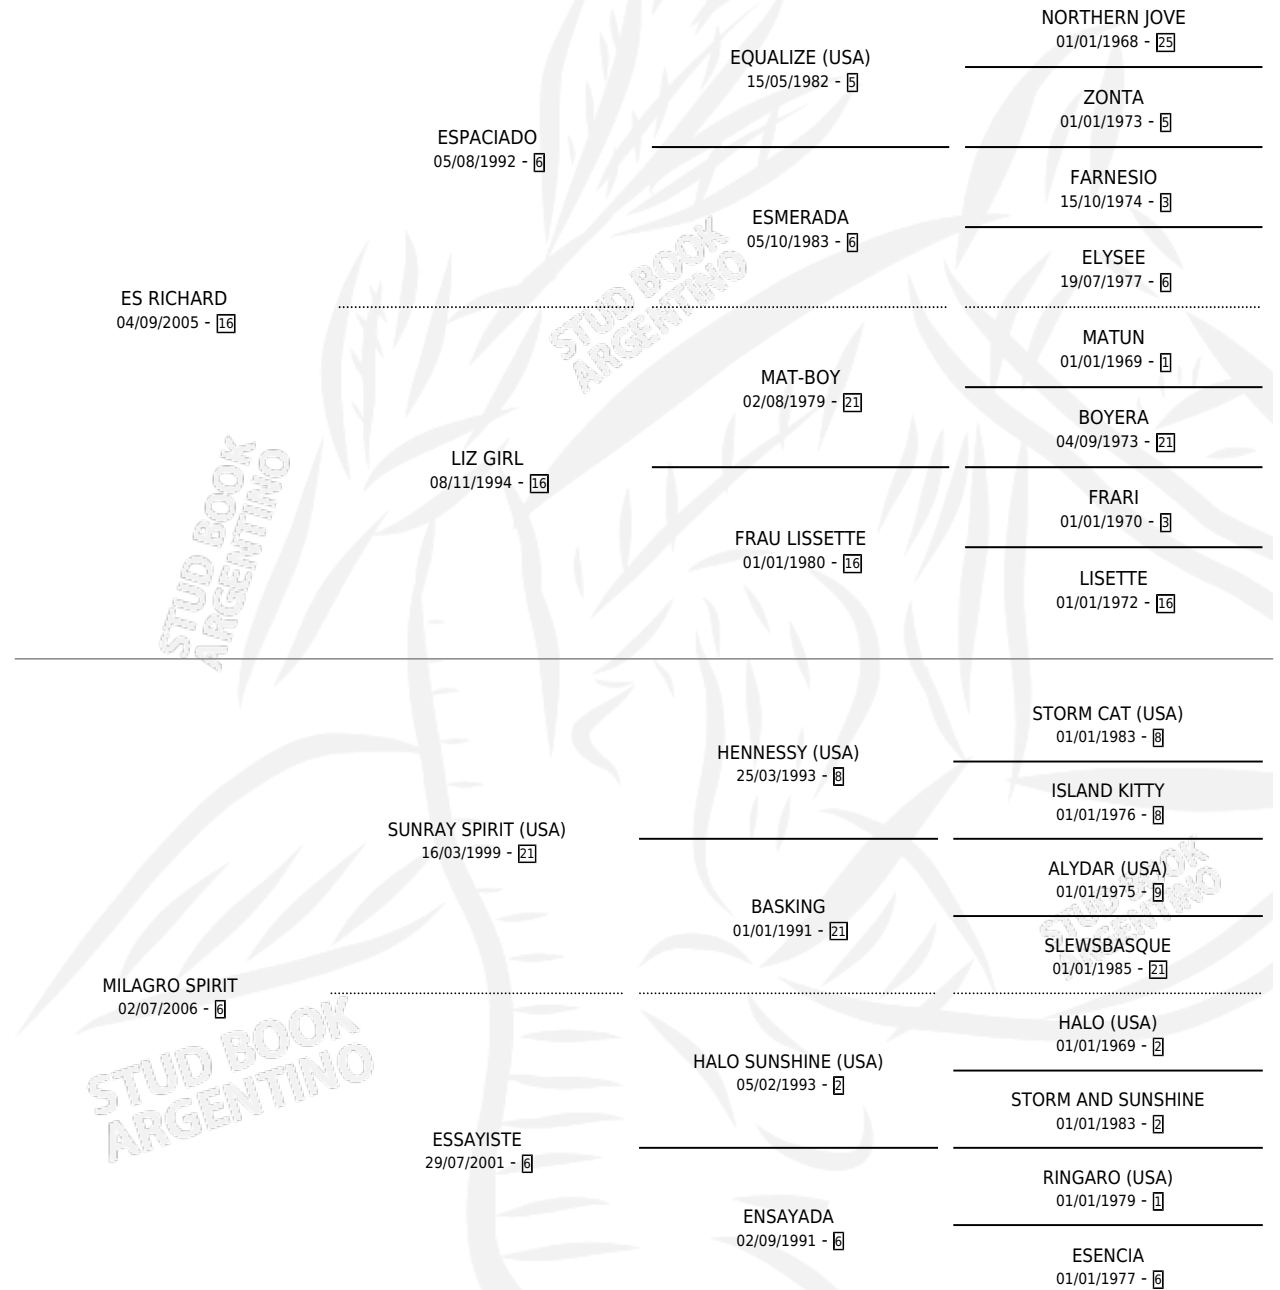 NORTHERN JOVE
01/01/1968 - 25
EQUALIZE (USA)
15/05/1982 - 5
ZONTA
01/01/1973 - 5
ESPACIADO
05/08/1992 - 6
FARNESIO
15/10/1974 - 3
ESMERADA
05/10/1983 - 6
ELYSEE
19/07/1977 - 6
ES RICHARD
04/09/2005 - 16
MATUN
01/01/1969 - 1
MAT-BOY
02/08/1979 - 21
BOYERA
04/09/1973 - 21
LIZ GIRL
08/11/1994 - 16
FRARI
01/01/1970 - 3
FRAU LISSETTE
01/01/1980 - 16
LISETTE
01/01/1972 - 16
STORM CAT (USA)
01/01/1983 - 8
HENNESSY (USA)
25/03/1993 - 8
ISLAND KITTY
01/01/1976 - 8
SUNRAY SPIRIT (USA)
16/03/1999 - 21
ALYDAR (USA)
01/01/1975 - 9
BASKING
01/01/1991 - 21
SLEWSBASQUE
01/01/1985 - 21
MILAGRO SPIRIT
02/07/2006 - 6
HALO (USA)
01/01/1969 - 2
HALO SUNSHINE (USA)
05/02/1993 - 2
STORM AND SUNSHINE
01/01/1983 - 2
ESSAYISTE
29/07/2001 - 6
RINGARO (USA)
01/01/1979 - 1
ENSAYADA
02/09/1991 - 6
ESENCIA
01/01/1977 - 6
STUD BOOK
ARGENTINO
STUD BOOK
ARGENTINO
STUD BOOK
ARGENTINO
STUD BOOK
ARGENTINO